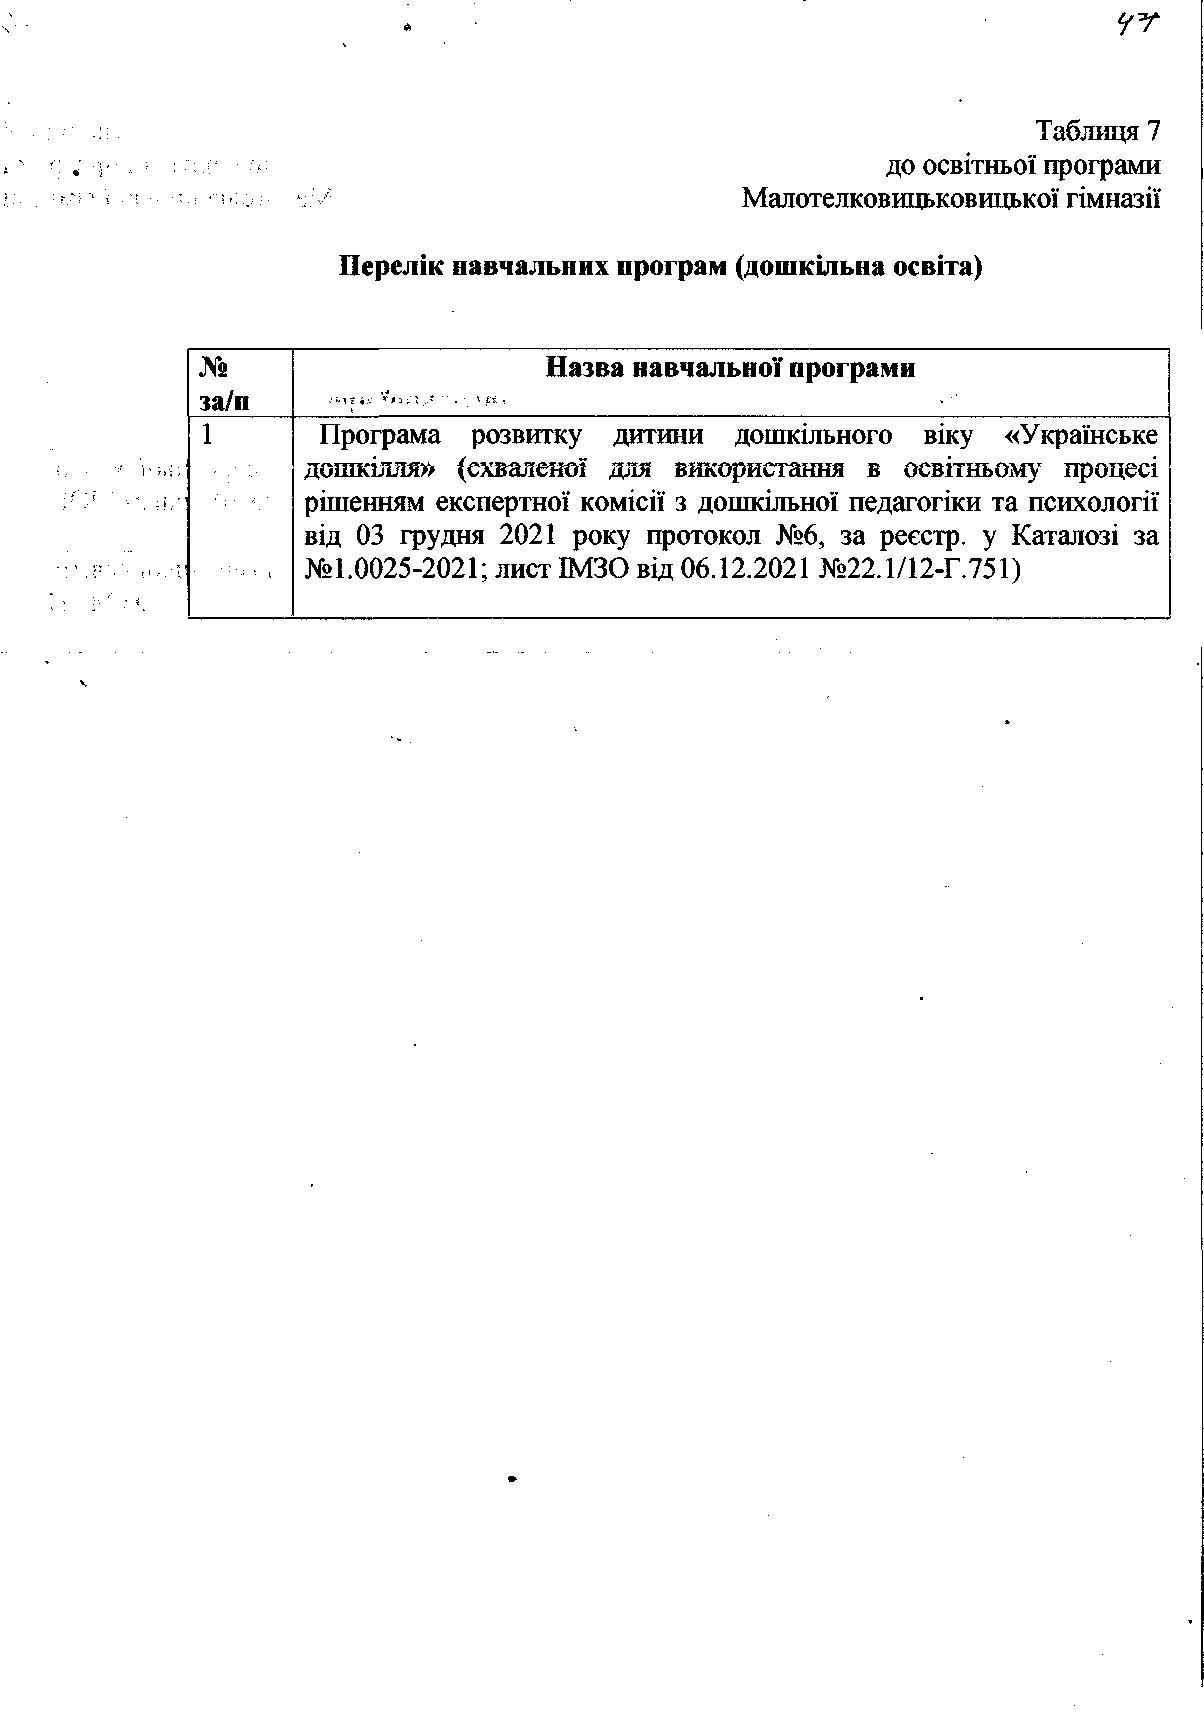 47
Таблиця 7
до освітньої програми
Малотелковицьковицької гімназії
Перелік навчальних програм (дошкільна освіта)
№
за/п
Назва навчальної програми
1
Програма розвитку дитини дошкільного віку «Українське
дошкілля» (схваленої для використання в освітньому процесі
рішенням експертної комісії з дошкільної педагогіки та психології
від 03 грудня 2021 року протокол №6, за реєстр. у Каталозі за
№1.0025-2021; лист ІМЗО від 06.12.2021 №22.1/12-Г.751)